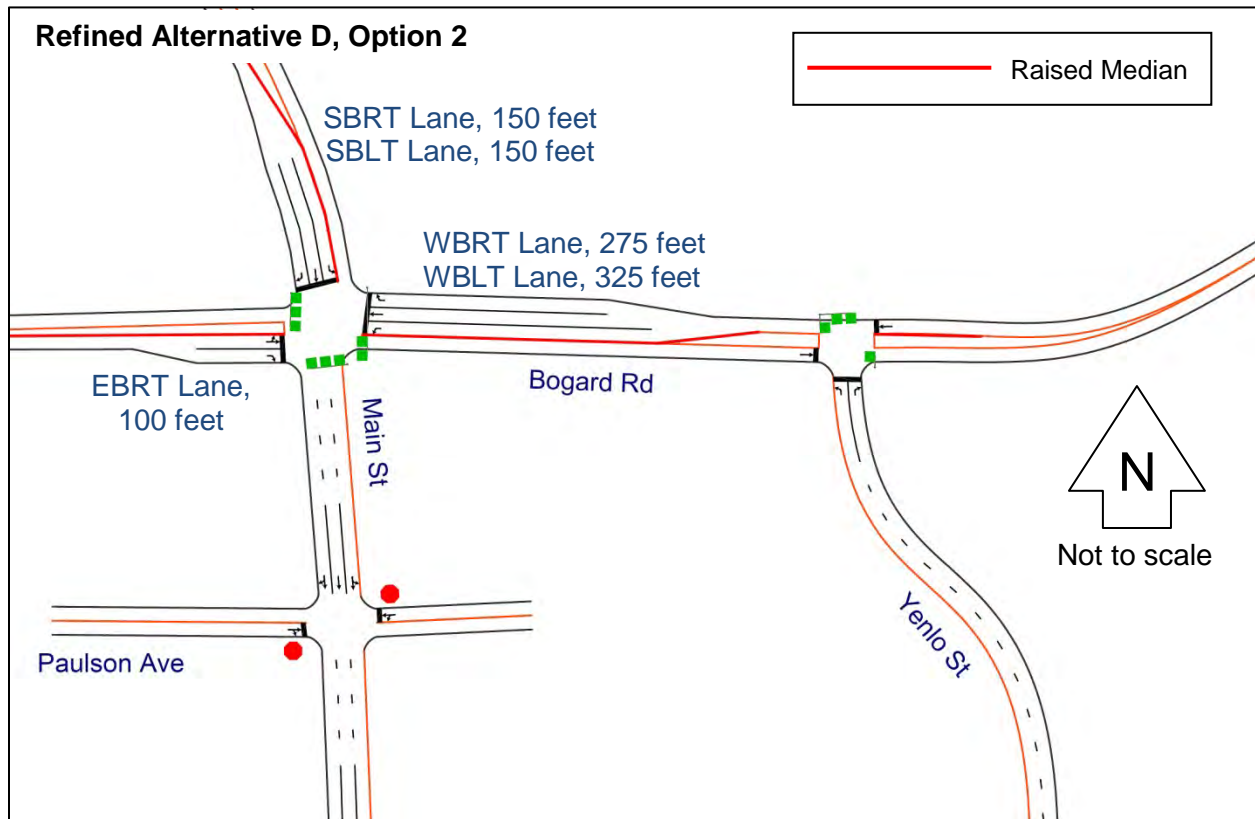 Refined Alternative D, Option 2
Raised Median
SBRT Lane, 150 feet
SBLT Lane, 150 feet
WBRT Lane, 275 feet
WBLT Lane, 325 feet
EBRT Lane,
100 feet
Bogard Rd
Main St
N
Not to scale
Yenlo St
Paulson Ave